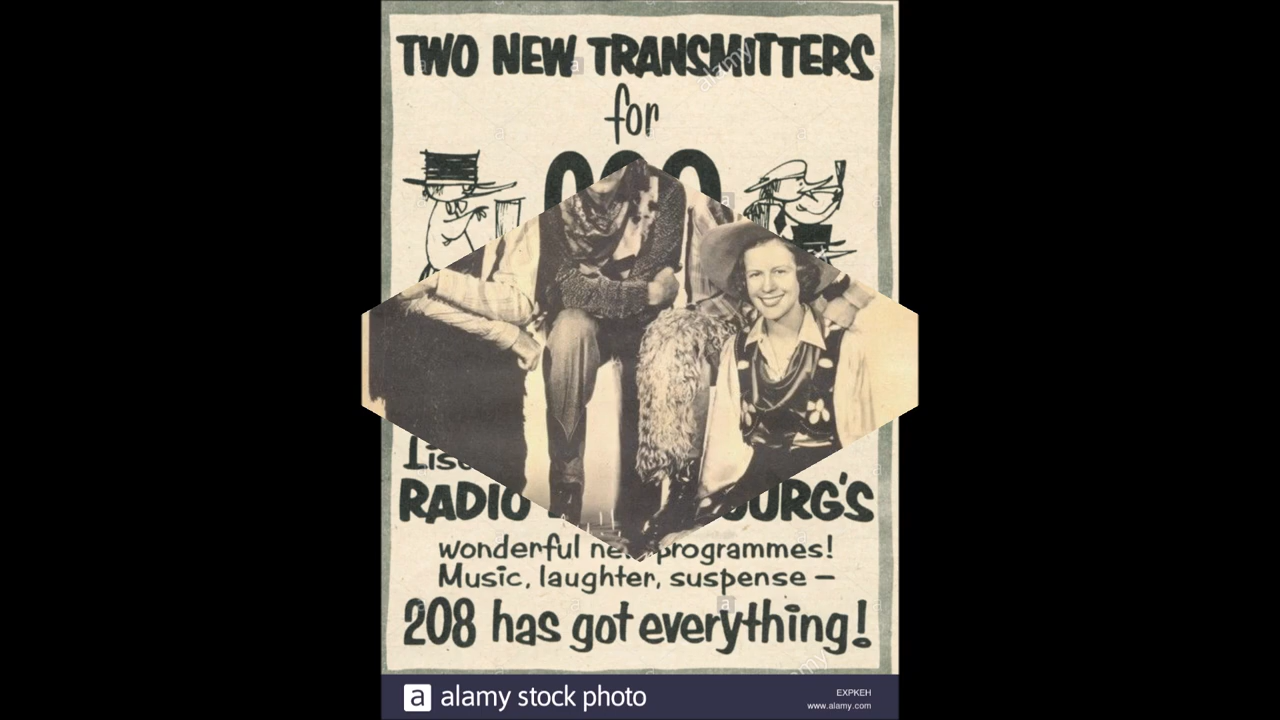 TWO NEW TRANSMITTERS
for
RADIO URG'S
wonderful new programmes!
Music, laughter, suspense –
208 has got everything!
a alamy stock photo
EXPKEH
www.alamy.com